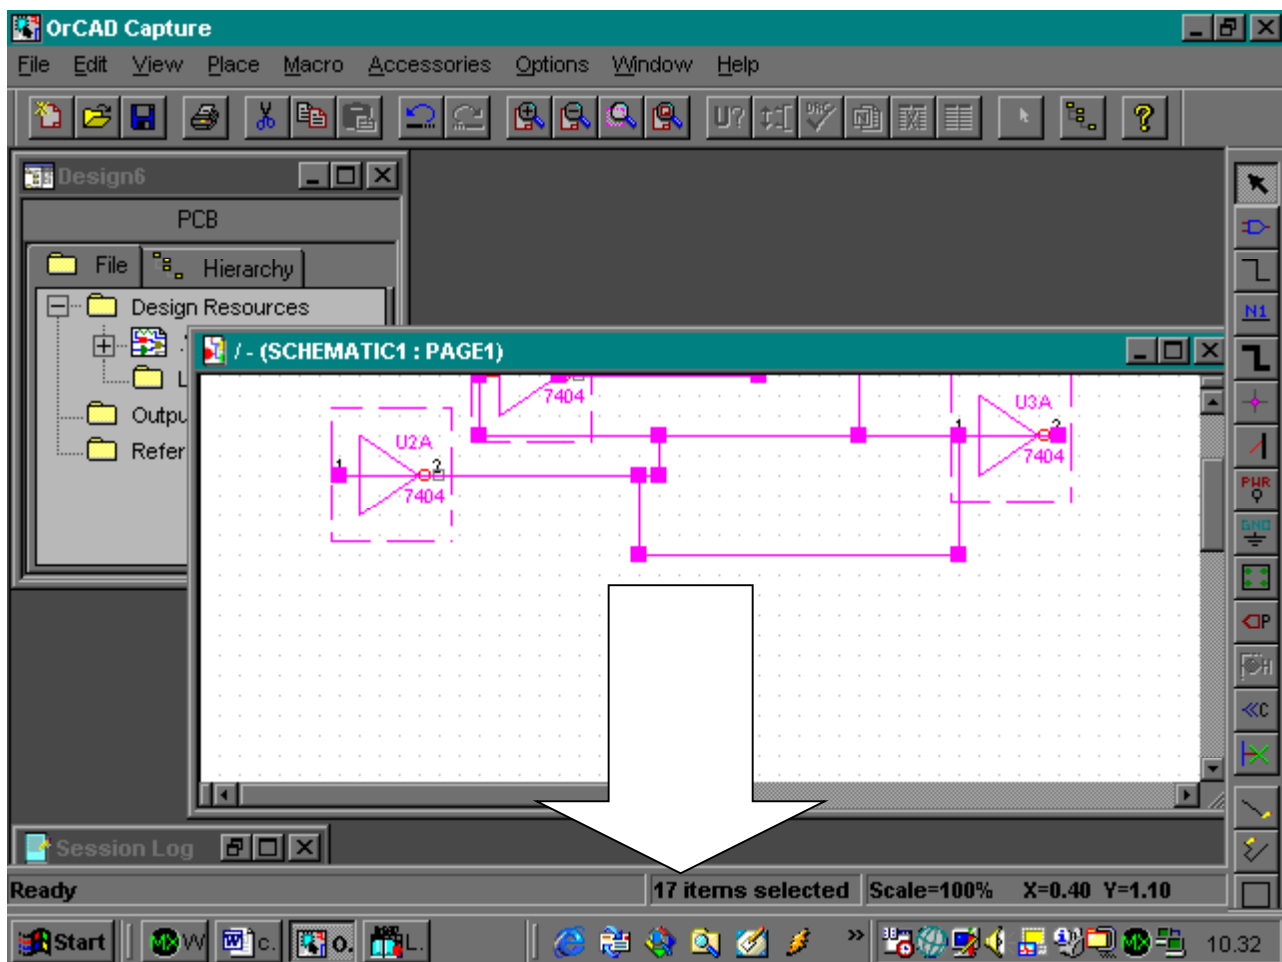 OrCAD Capture
File Edit View Place Macro Accessories Options Window Help
U?
DRC
Design6
PCB
File Hierarchy
Design Resources
N1
/ - (SCHEMATIC1 : PAGE1)
L
Outpu
Refer
7404
U3A
1 2
7404
U2A
1 2
7404
PWR
GND
P
H
<<C
Session Log
Ready 17 items selected Scale=100% X=0.40 Y=1.10
Start W c. O. L. » 10.32